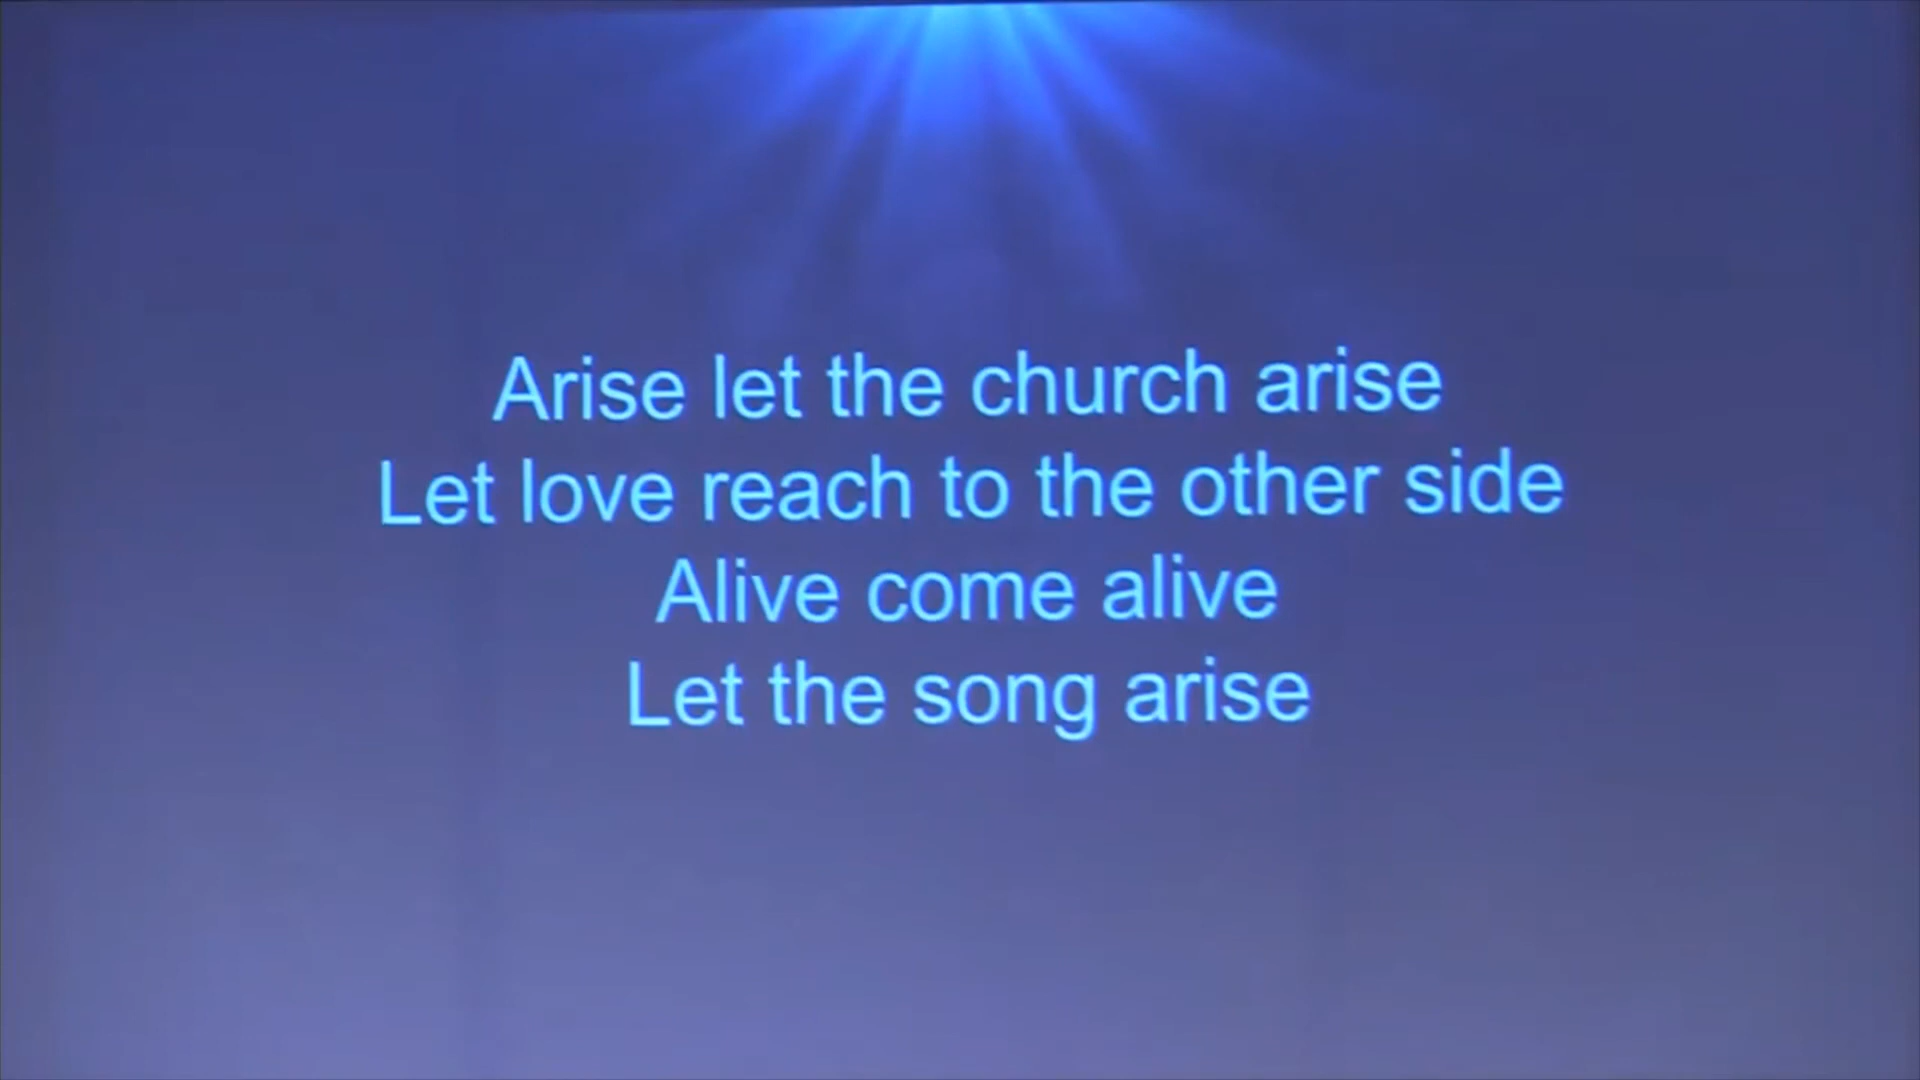 Arise let the church arise
Let love reach to the other side
Alive come alive
Let the song arise